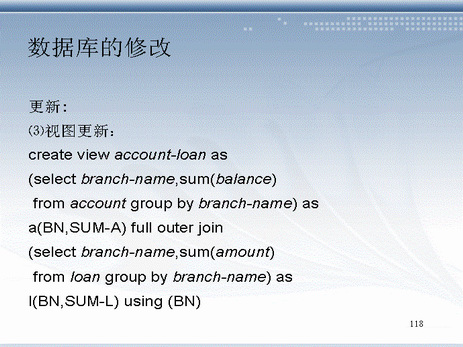 数据库的修改
更新:
⑶视图更新：
create view account-loan as
(select branch-name,sum(balance)
from account group by branch-name) as
a(BN,SUM-A) full outer join
(select branch-name,sum(amount)
from loan group by branch-name) as
l(BN,SUM-L) using (BN)
118